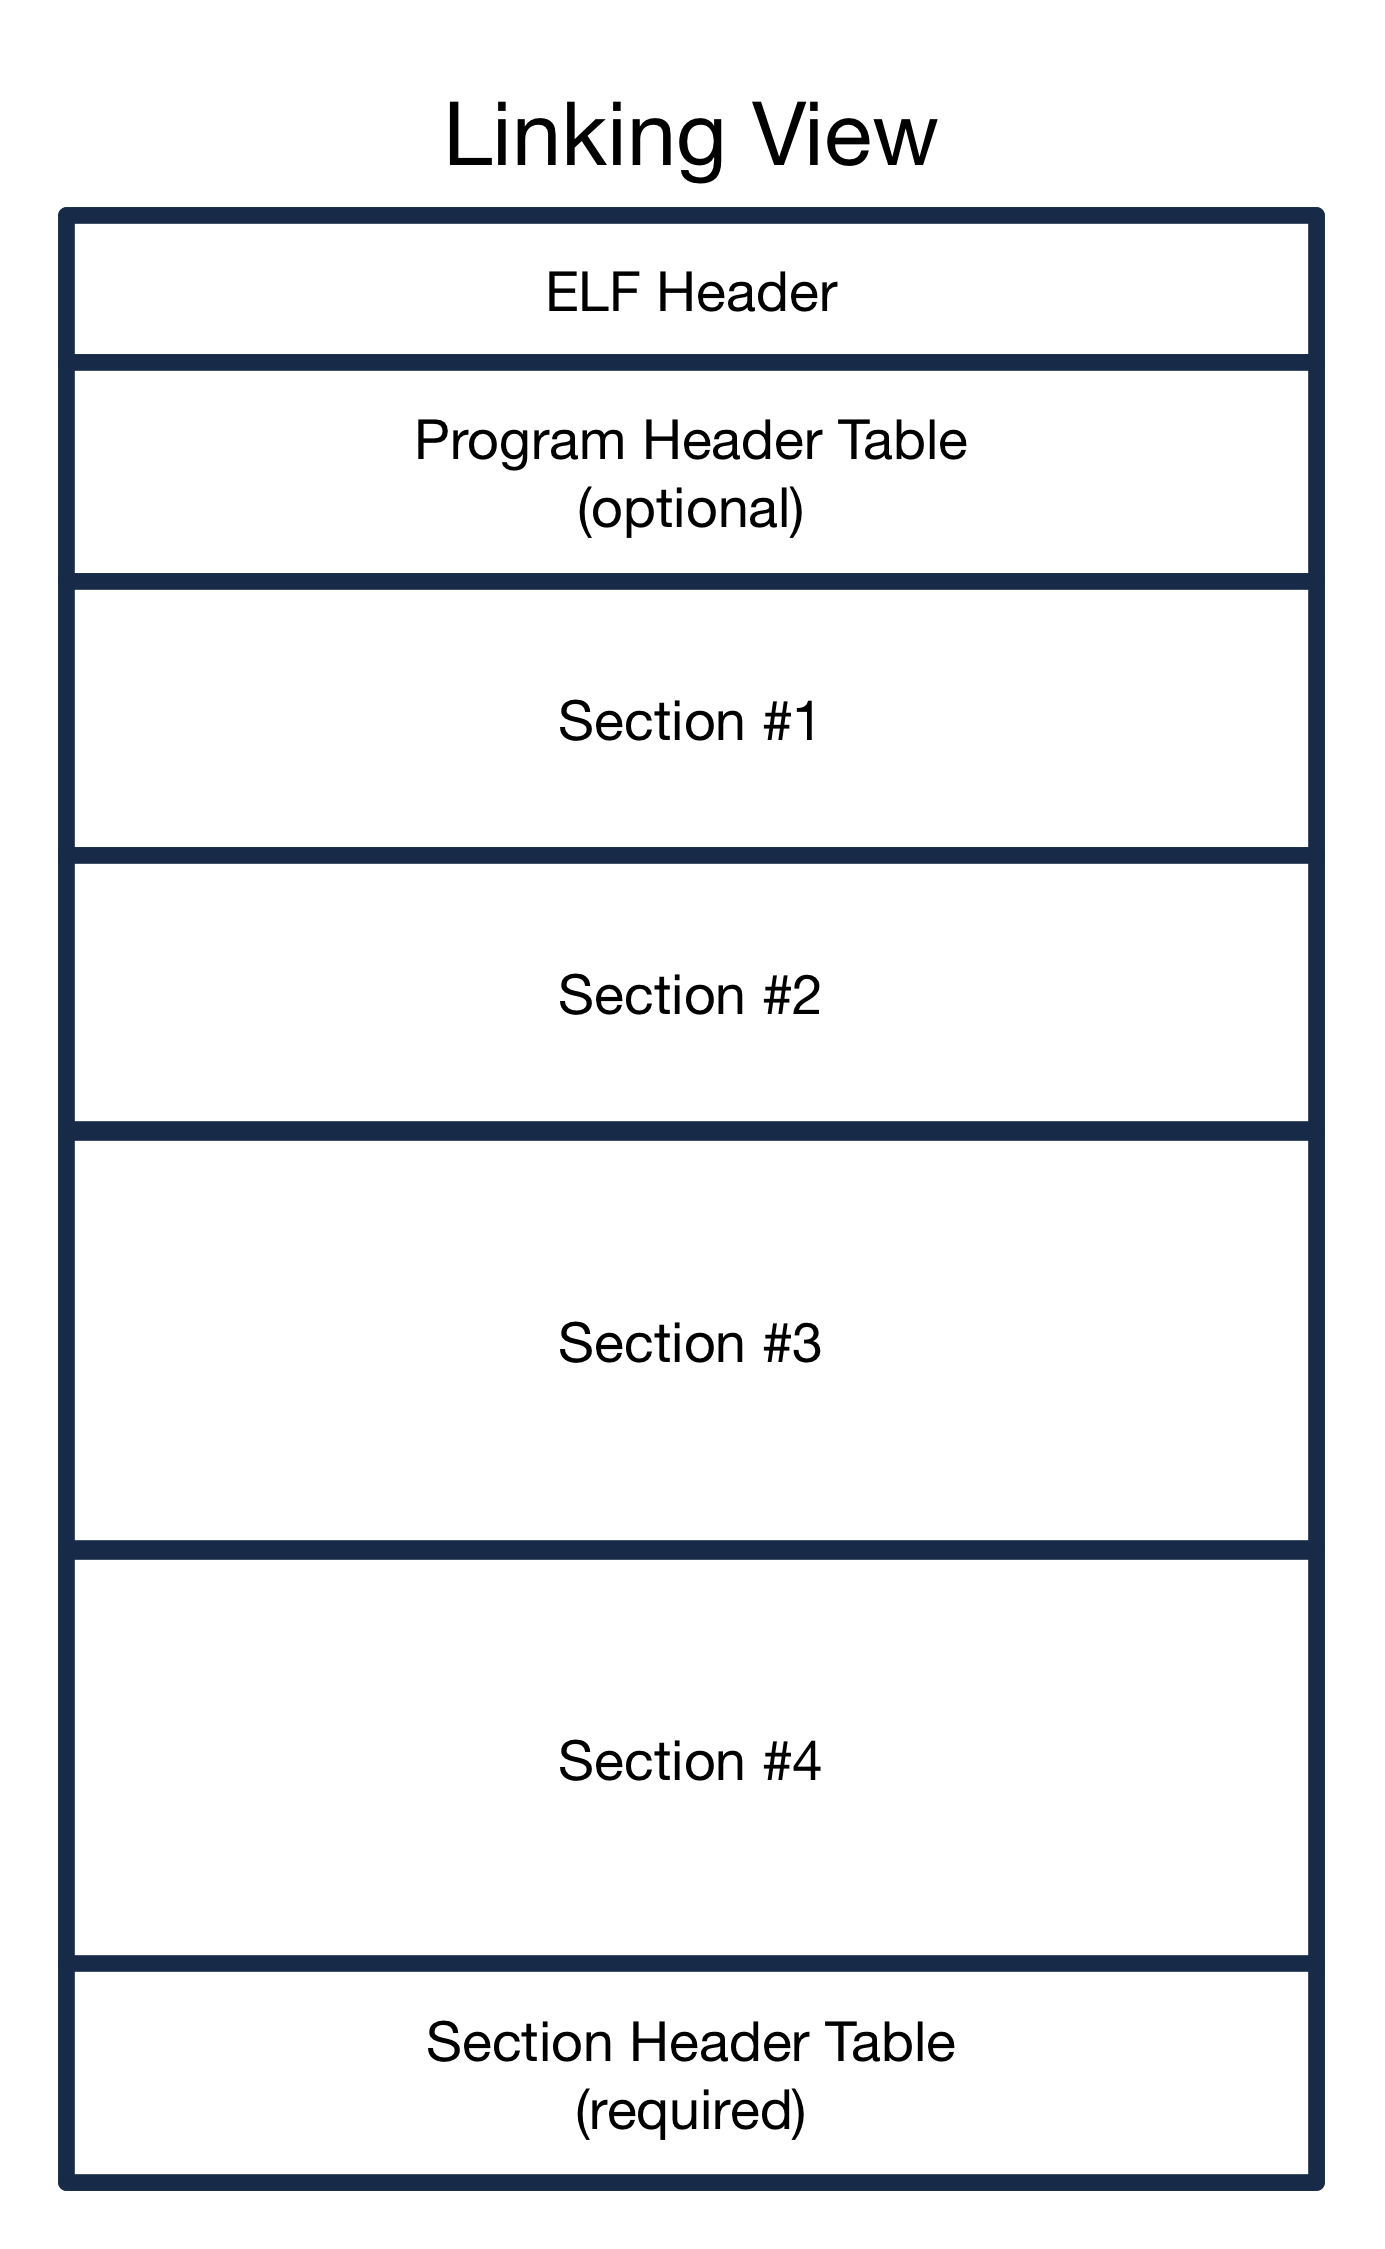 Linking View
ELF Header
Program Header Table
(optional)
Section #1
Section #2
Section #3
Section #4
Section Header Table
(required)